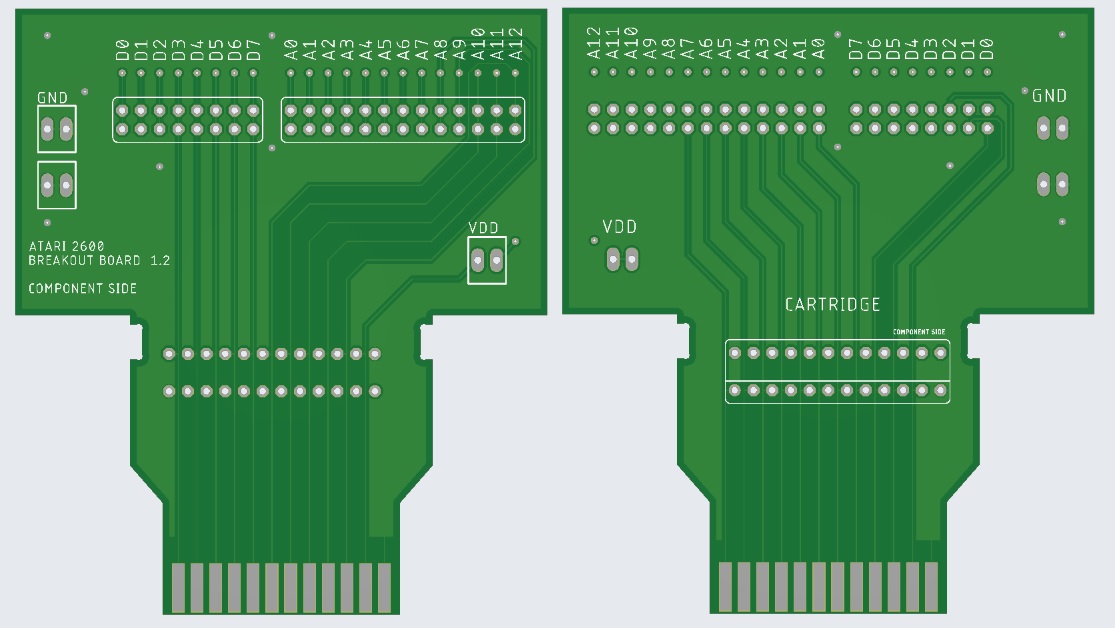 D0 D1 D2 D3 D4 D5 D6 D7 A0 A1 A2 A3 A4 A5 A6 A7 A8 A9 A10 A11 A12
GND
VDD
ATARI 2600
BREAKOUT BOARD 1.2
COMPONENT SIDE
A12 A11 A10 A9 A8 A7 A6 A5 A4 A3 A2 A1 A0 D7 D6 D5 D4 D3 D2 D1 D0
GND
VDD
CARTRIDGE
COMPONENT SIDE